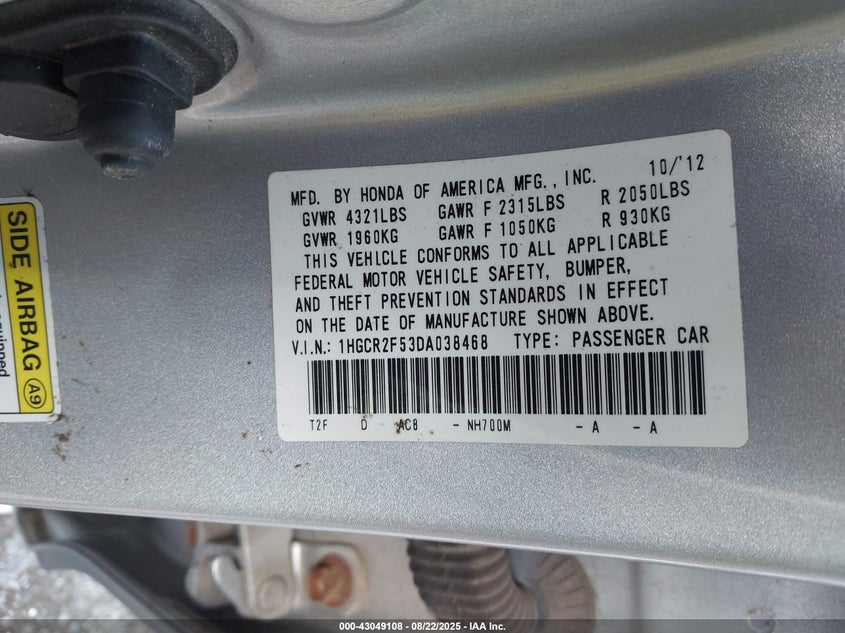 MFD. BY HONDA OF AMERICA MFG., INC. 10/'12
GVWR 4321LBS GAWR F 2315LBS R 2050LBS
GVWR 1960KG GAWR F 1050KG R 930KG
THIS VEHICLE CONFORMS TO ALL APPLICABLE
FEDERAL MOTOR VEHICLE SAFETY, BUMPER,
AND THEFT PREVENTION STANDARDS IN EFFECT
ON THE DATE OF MANUFACTURE SHOWN ABOVE.
V.I.N.: 1HGCR2F53DA038468 TYPE: PASSENGER CAR
T2F D AC8 - NH700M - A - A
SIDE AIRBAG A9
equipped
000-43049108 - 08/22/2025 - IAA Inc.